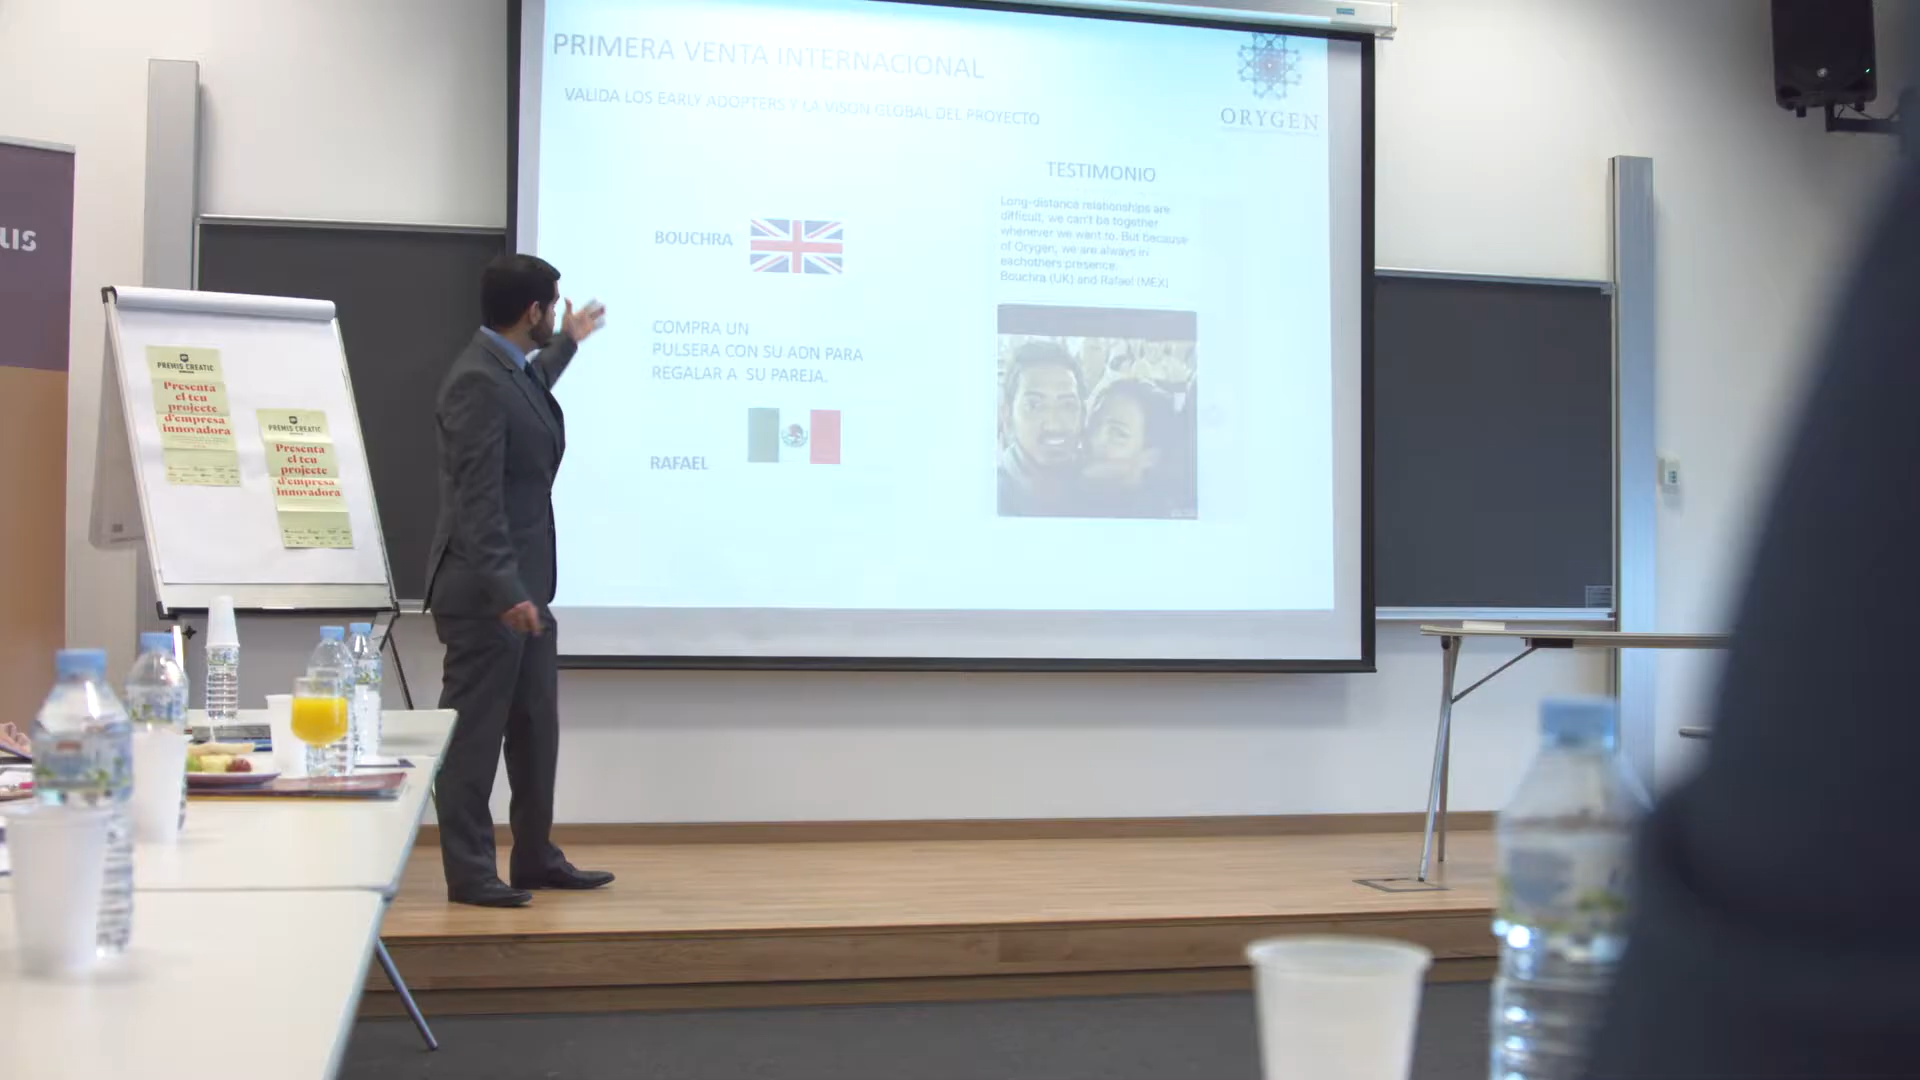 PRIMERA VENTA INTERNACIONAL
VALIDA LOS EARLY ADOPTERS Y LA VISON GLOBAL DEL PROYECTO
ORYGEN
BOUCHRA
COMPRA UN
PULSERA CON SU ADN PARA
REGALAR A SU PAREJA.
RAFAEL
TESTIMONIO
Long-distance relationships are
difficult, we can't be together
whenever we want to. But because
of Orygen, we are always in
eachothers presence.
Bouchra (UK) and Rafael (MEX)
LIS
PREMIS CREATIC
Presenta
el teu
projecte
d'empresa
innovadora
PREMIS CREATIC
Presenta
el teu
projecte
d'empresa
innovadora